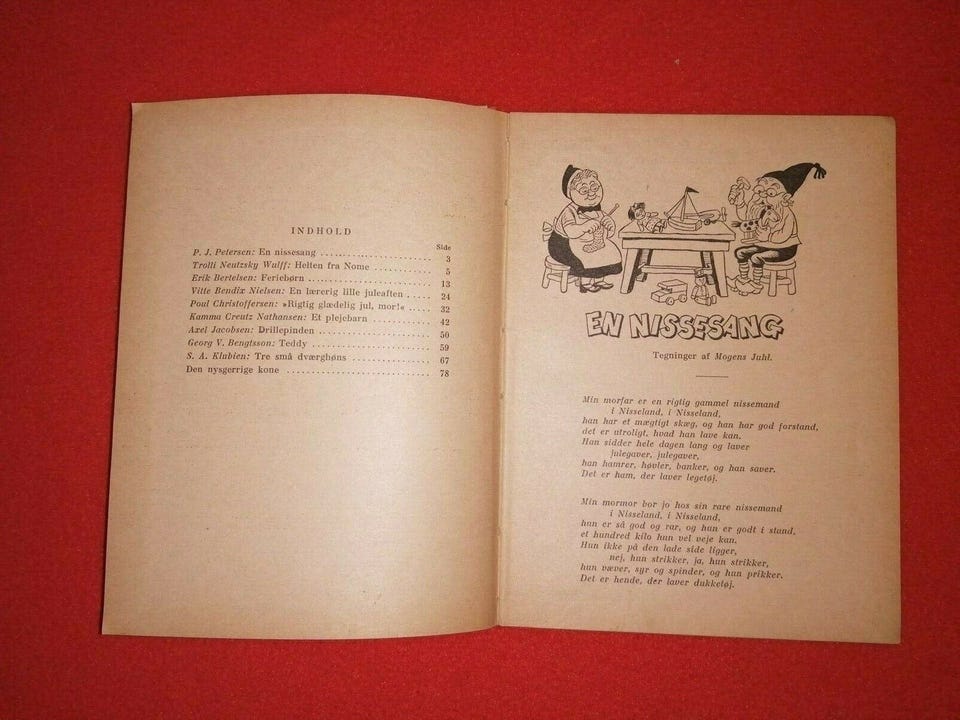 INDHOLD
Side
P. J. Petersen: En nissesang ........................ 3
Trolli Neutzsky Wulff: Helten fra Nome ............ 5
Erik Bertelsen: Feriebørn ........................... 13
Vitte Bendix Nielsen: En lærerig lille juleaften ..... 24
Poul Christoffersen: »Rigtig glædelig jul, mor!« ..... 32
Kamma Creutz Nathansen: Et plejebarn ............. 42
Axel Jacobsen: Drillepinden ......................... 50
Georg V. Bengtsson: Teddy ......................... 59
S. A. Klubien: Tre små dværghøns ................. 67
Den nysgerrige kone ............................... 78
EN NISSESANG
Tegninger af Mogens Juhl.
Min morfar er en rigtig gammel nissemand
i Nisseland, i Nisseland,
han har et mægtigt skæg, og han har god forstand,
det er utroligt, hvad han lave kan.
Han sidder hele dagen lang og laver
julegaver, julegaver,
han hamrer, høvler, banker, og han saver.
Det er ham, der laver legetøj.
Min mormor bor jo hos sin rare nissemand
i Nisseland, i Nisseland,
hun er så god og rar, og hun er godt i stand,
et hundred kilo hun vel veje kan.
Hun ikke på den lade side ligger,
nej, hun strikker, ja, hun strikker,
hun væver, syr og spinder, og hun prikker.
Det er hende, der laver dukketøj.